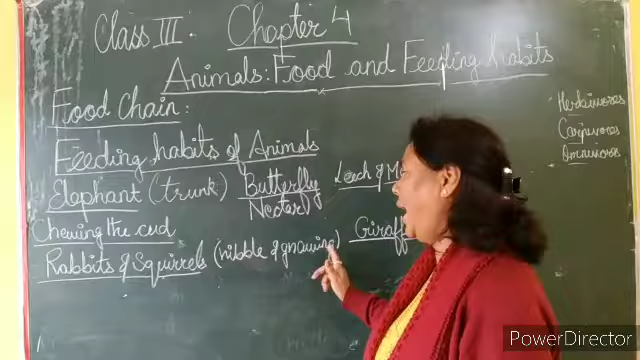 Class III : Chapter 4
Animals : Food and Feeding habits
Food Chain :
Feeding habits of Animals
Elephant (trunk) Butterfly Leech & M
Nectar
Chewing the cud
Rabbits & Squirrels (nibble & gnawing) Giraff
Herbivores
Carnivores
Omnivores
PowerDirector